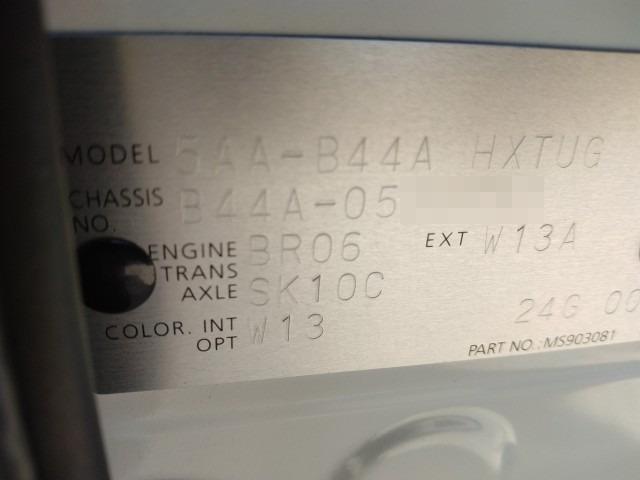 MODEL 5AA-B44A HXTUG
CHASSIS NO. B44A-05
ENGINE BR06 EXT W13A
TRANS AXLE SK10C
COLOR. INT W13
OPT
24G 00
PART NO.:MS903081